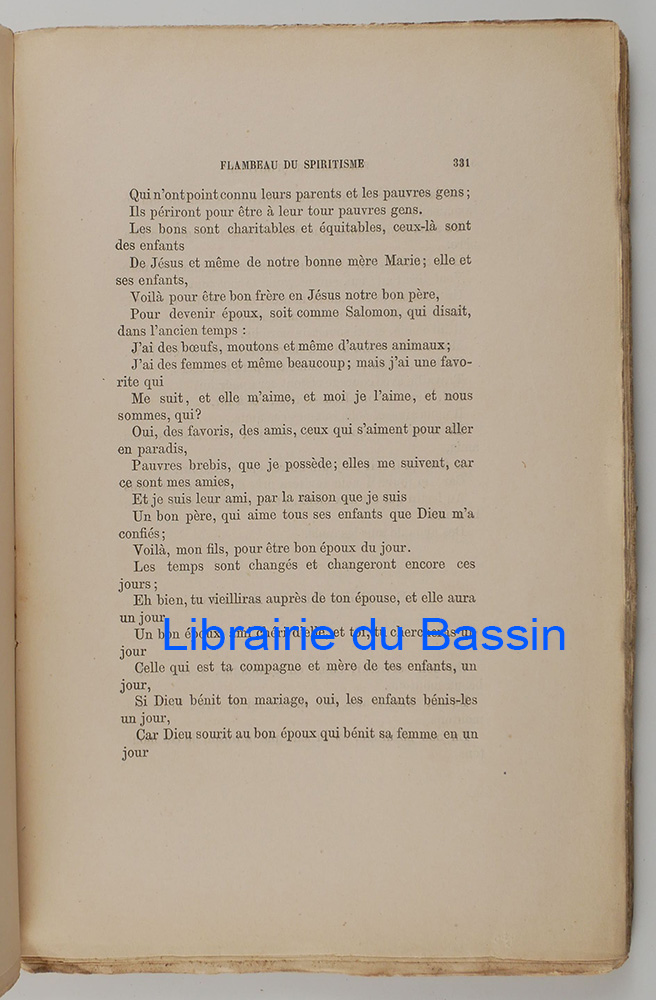 FLAMBEAU DU SPIRITISME 331
Qui n'ont point connu leurs parents et les pauvres gens;
Ils périront pour être à leur tour pauvres gens.
Les bons sont charitables et équitables, ceux-là sont
des enfants
De Jésus et même de notre bonne mère Marie; elle et
ses enfants,
Voilà pour être bon frère en Jésus notre bon père,
Pour devenir époux, soit comme Salomon, qui disait,
dans l'ancien temps :
J'ai des bœufs, moutons et même d'autres animaux;
J'ai des femmes et même beaucoup; mais j'ai une favo-
rite qui
Me suit, et elle m'aime, et moi je l'aime, et nous
sommes, qui?
Oui, des favoris, des amis, ceux qui s'aiment pour aller
en paradis,
Pauvres brebis, que je possède; elles me suivent, car
ce sont mes amies,
Et je suis leur ami, par la raison que je suis
Un bon père, qui aime tous ses enfants que Dieu m'a
confiés;
Voilà, mon fils, pour être bon époux du jour.
Les temps sont changés et changeront encore ces
jours;
Eh bien, tu vieilliras auprès de ton épouse, et elle aura
un jour
Un bon époux, ami chéri d'elle, et toi, tu chercheras un
Librairie du Bassin
jour
Celle qui est ta compagne et mère de tes enfants, un
jour,
Si Dieu bénit ton mariage, oui, les enfants bénis-les
un jour,
Car Dieu sourit au bon époux qui bénit sa femme en un
jour